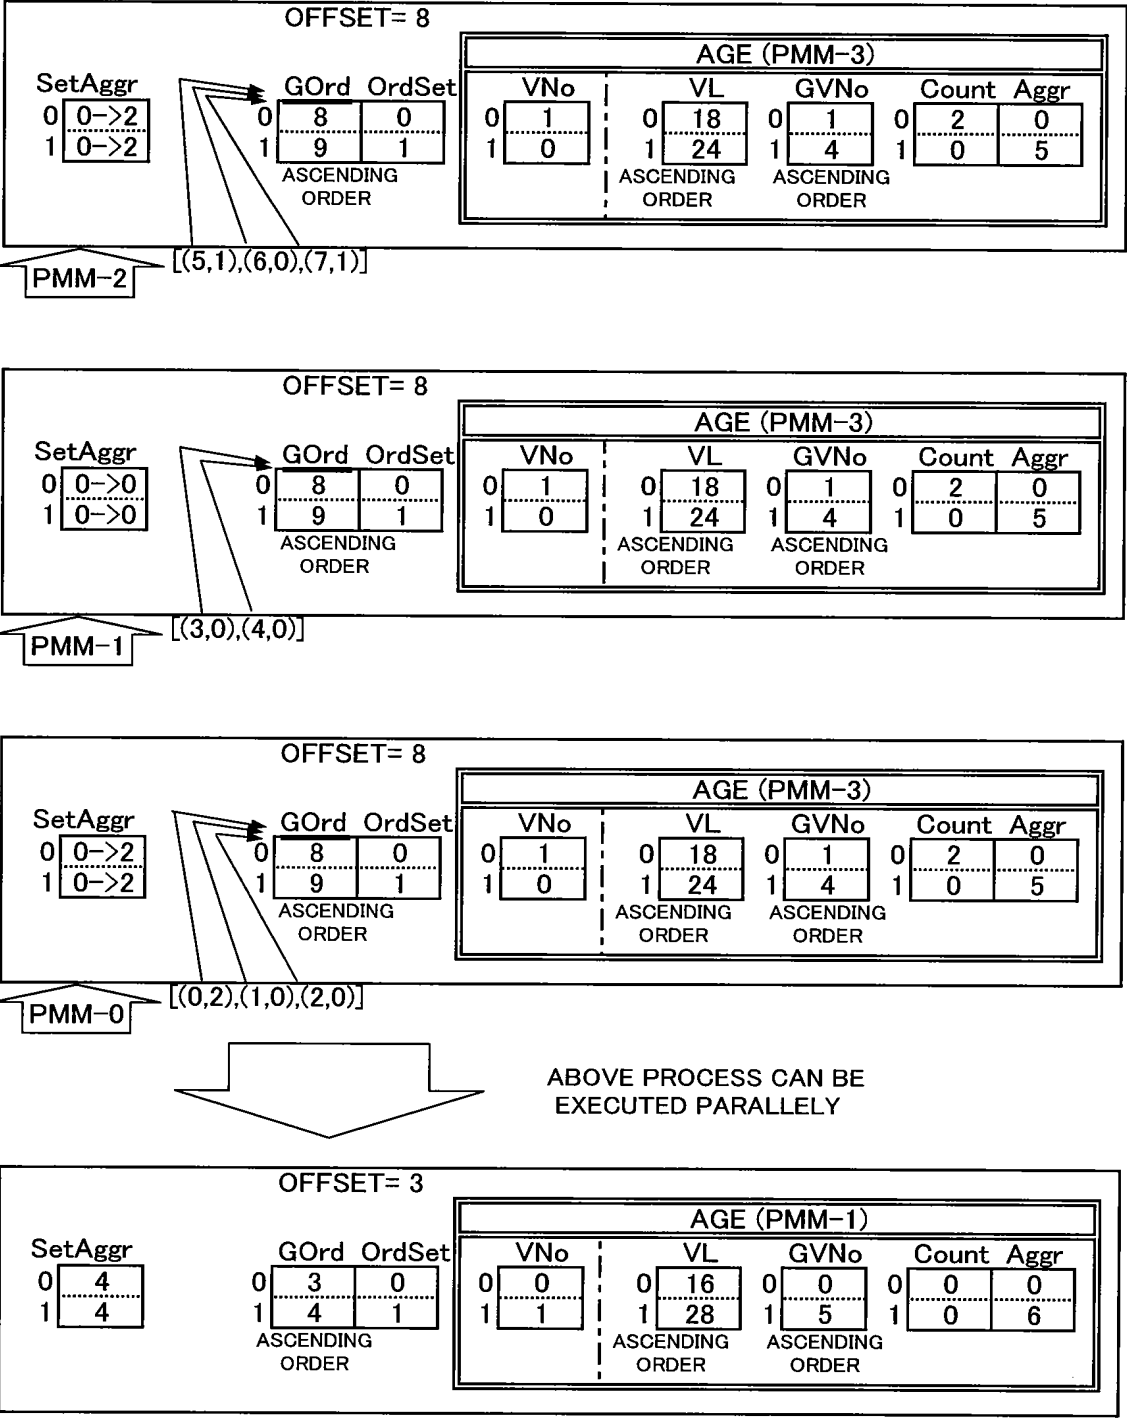 OFFSET= 8
AGE (PMM-3)
SetAggr GOrd OrdSet VNo VL GVNo Count Aggr
0 0->2 0 8 0 0 1 0 18 0 1 0 2 0
1 0->2 1 9 1 1 0 1 24 1 4 1 0 5
ASCENDING ASCENDING ASCENDING
ORDER ORDER ORDER
PMM-2 [(5,1),(6,0),(7,1)]
OFFSET= 8
AGE (PMM-3)
SetAggr GOrd OrdSet VNo VL GVNo Count Aggr
0 0->0 0 8 0 0 1 0 18 0 1 0 2 0
1 0->0 1 9 1 1 0 1 24 1 4 1 0 5
ASCENDING ASCENDING ASCENDING
ORDER ORDER ORDER
PMM-1 [(3,0),(4,0)]
OFFSET= 8
AGE (PMM-3)
SetAggr GOrd OrdSet VNo VL GVNo Count Aggr
0 0->2 0 8 0 0 1 0 18 0 1 0 2 0
1 0->2 1 9 1 1 0 1 24 1 4 1 0 5
ASCENDING ASCENDING ASCENDING
ORDER ORDER ORDER
PMM-0 [(0,2),(1,0),(2,0)]
ABOVE PROCESS CAN BE
EXECUTED PARALLELY
OFFSET= 3
AGE (PMM-1)
SetAggr GOrd OrdSet VNo VL GVNo Count Aggr
0 4 0 3 0 0 0 0 16 0 0 0 0 0
1 4 1 4 1 1 1 1 28 1 5 1 0 6
ASCENDING ASCENDING ASCENDING
ORDER ORDER ORDER